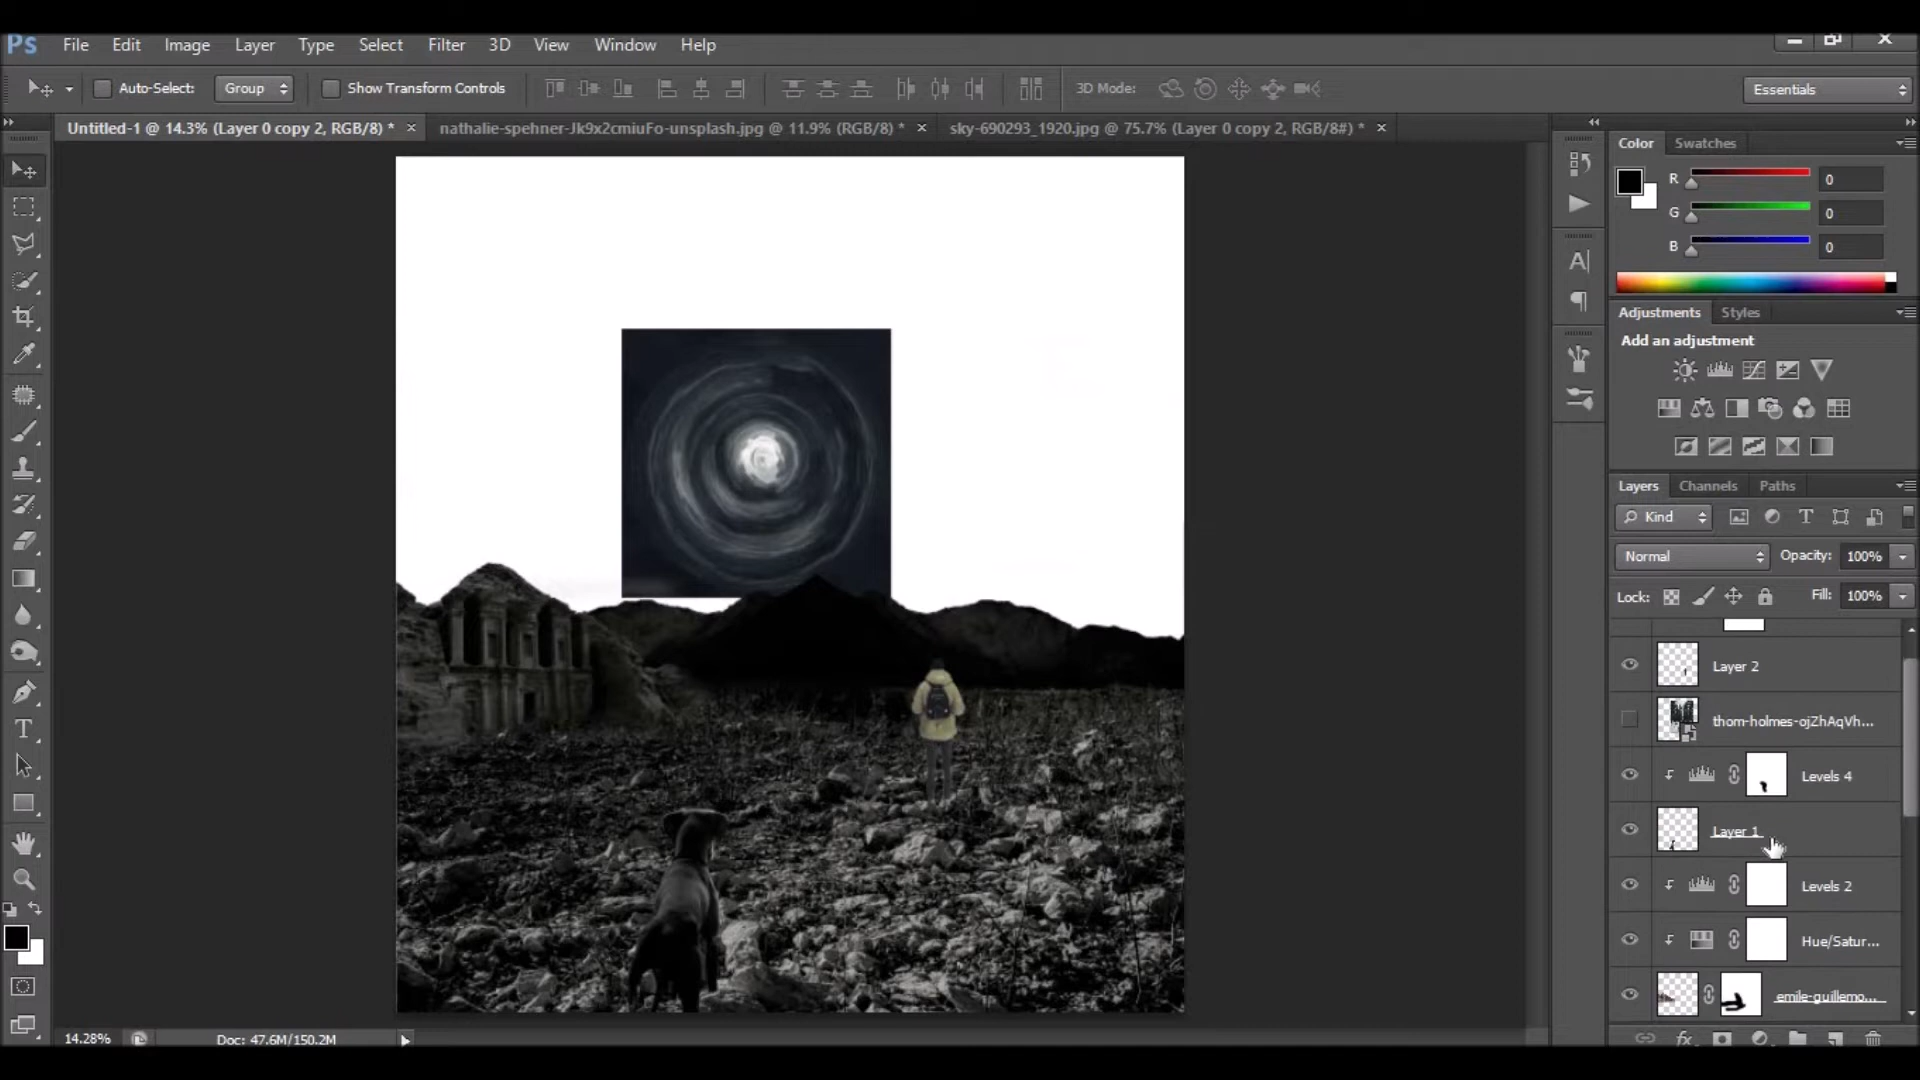 Ps File Edit Image Layer Type Select Filter 3D View Window Help
Auto-Select: Group Show Transform Controls 3D Mode: Essentials
Untitled-1 @ 14.3% (Layer 0 copy 2, RGB/8) * × nathalie-spehner-Jk9x2cmiuFo-unsplash.jpg @ 11.9% (RGB/8) * × sky-690293_1920.jpg @ 75.7% (Layer 0 copy 2, RGB/8#) * ×
Color Swatches
R 0
G 0
B 0
Adjustments Styles
Add an adjustment
Layers Channels Paths
Kind
Normal Opacity: 100%
Lock: Fill: 100%
Layer 2
thom-holmes-ojZhAqVh...
Levels 4
Layer 1
Levels 2
Hue/Satur...
emile-guillemo...
14.28% Doc: 47.6M/150.2M